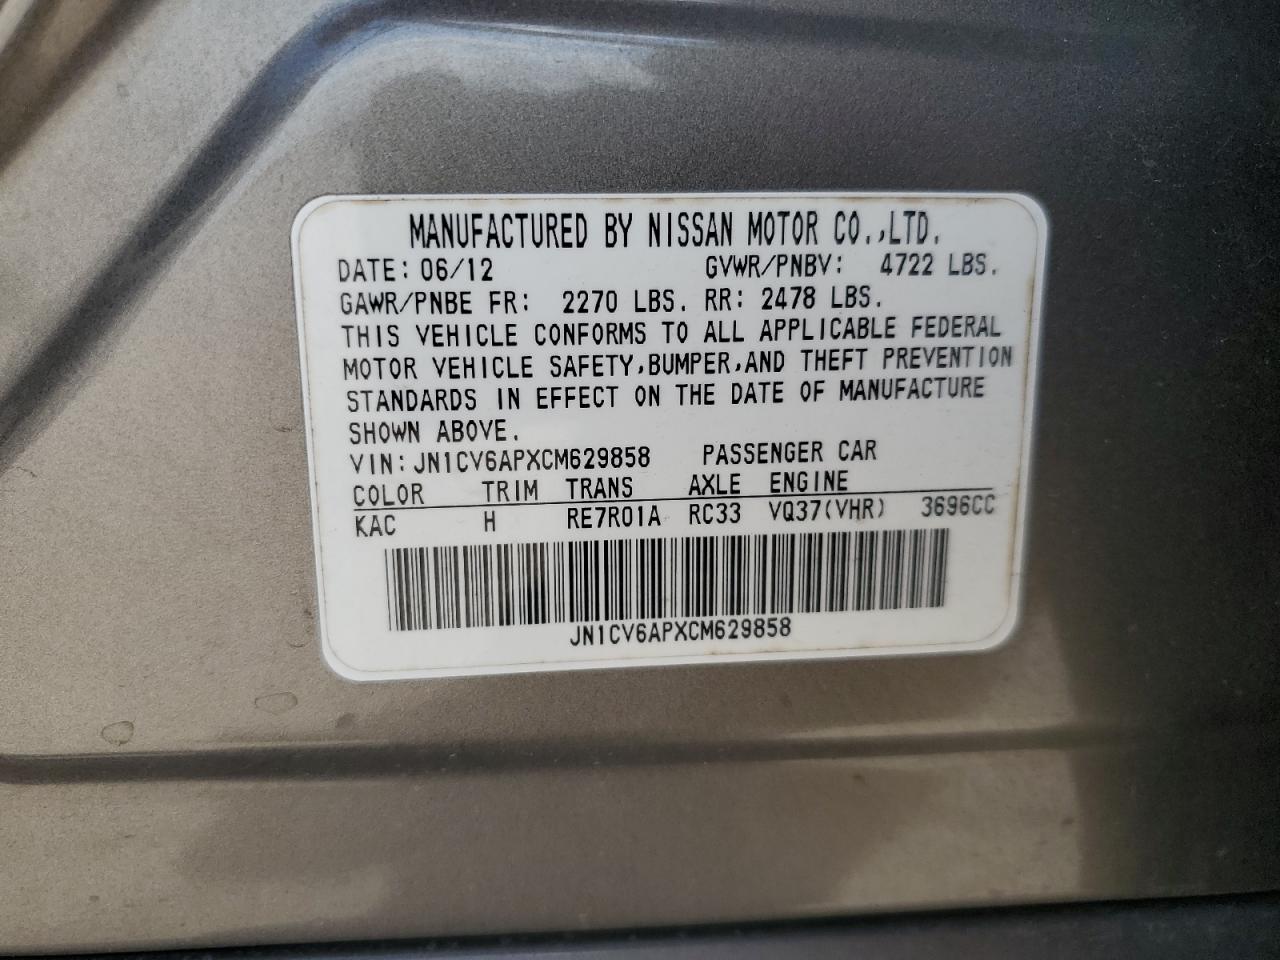 MANUFACTURED BY NISSAN MOTOR CO.,LTD.
DATE: 06/12 GVWR/PNBV: 4722 LBS.
GAWR/PNBE FR: 2270 LBS. RR: 2478 LBS.
THIS VEHICLE CONFORMS TO ALL APPLICABLE FEDERAL
MOTOR VEHICLE SAFETY,BUMPER,AND THEFT PREVENTION
STANDARDS IN EFFECT ON THE DATE OF MANUFACTURE
SHOWN ABOVE.
VIN: JN1CV6APXCM629858 PASSENGER CAR
COLOR TRIM TRANS AXLE ENGINE
KAC H RE7R01A RC33 VQ37(VHR) 3696CC
JN1CV6APXCM629858